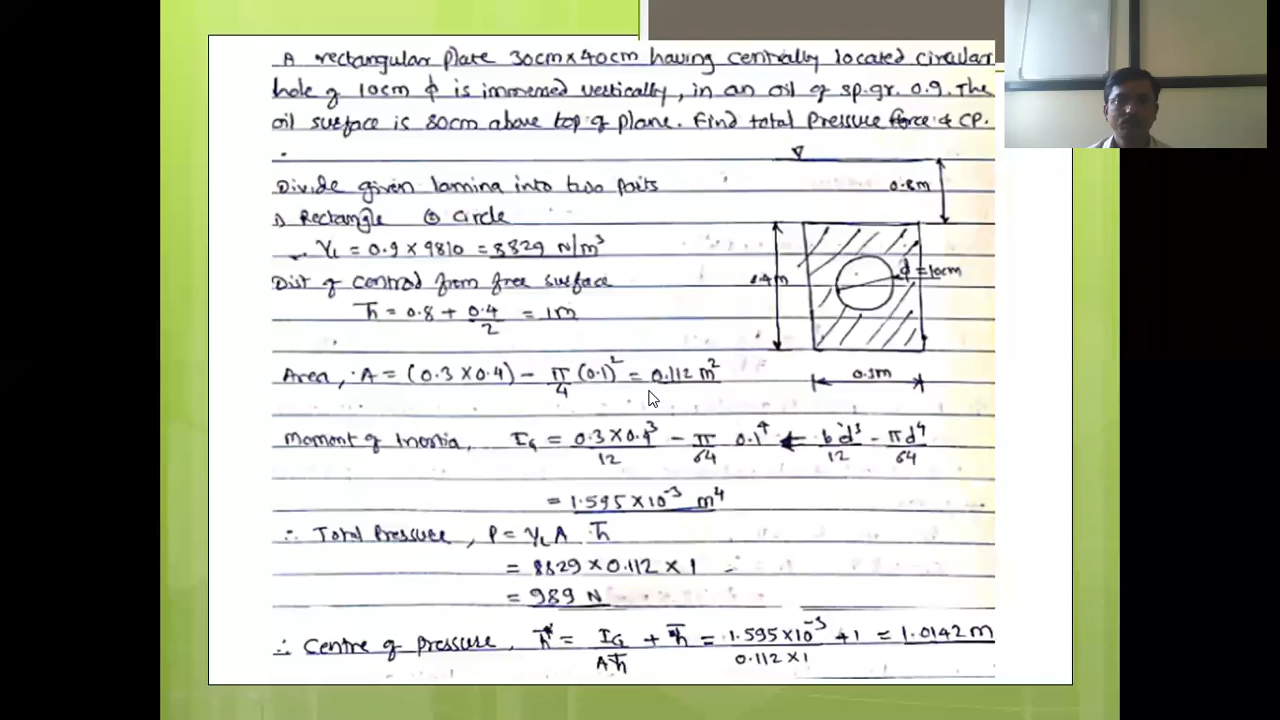 A rectangular plate 30cm x 40cm having centrally located circular
hole of 10cm ϕ is immersed vertically, in an oil of sp.gr. 0.9. The
oil surface is 80cm above top of plane. Find total pressure force & CP.
Divide given lamina into two parts
1) Rectangle ② circle
γL = 0.9 × 9810 = 8829 N/m³
Dist of centroid from free surface
h̄ = 0.8 + 0.4/2 = 1m
Area, A = (0.3 × 0.4) - π/4 (0.1)² = 0.112 m²
Moment of Inertia, IG = 0.3×0.4³/12 - π/64 0.1⁴ ← bd³/12 - πd⁴/64
= 1.595 × 10⁻³ m⁴
∴ Total Pressure, P = γL A . h̄
= 8829 × 0.112 × 1
= 989 N
∴ Centre of pressure, h̄* = IG/Ah̄ + h̄ = 1.595×10⁻³/0.112×1 + 1 = 1.0142 m
0.8m
d = 10cm
0.3m